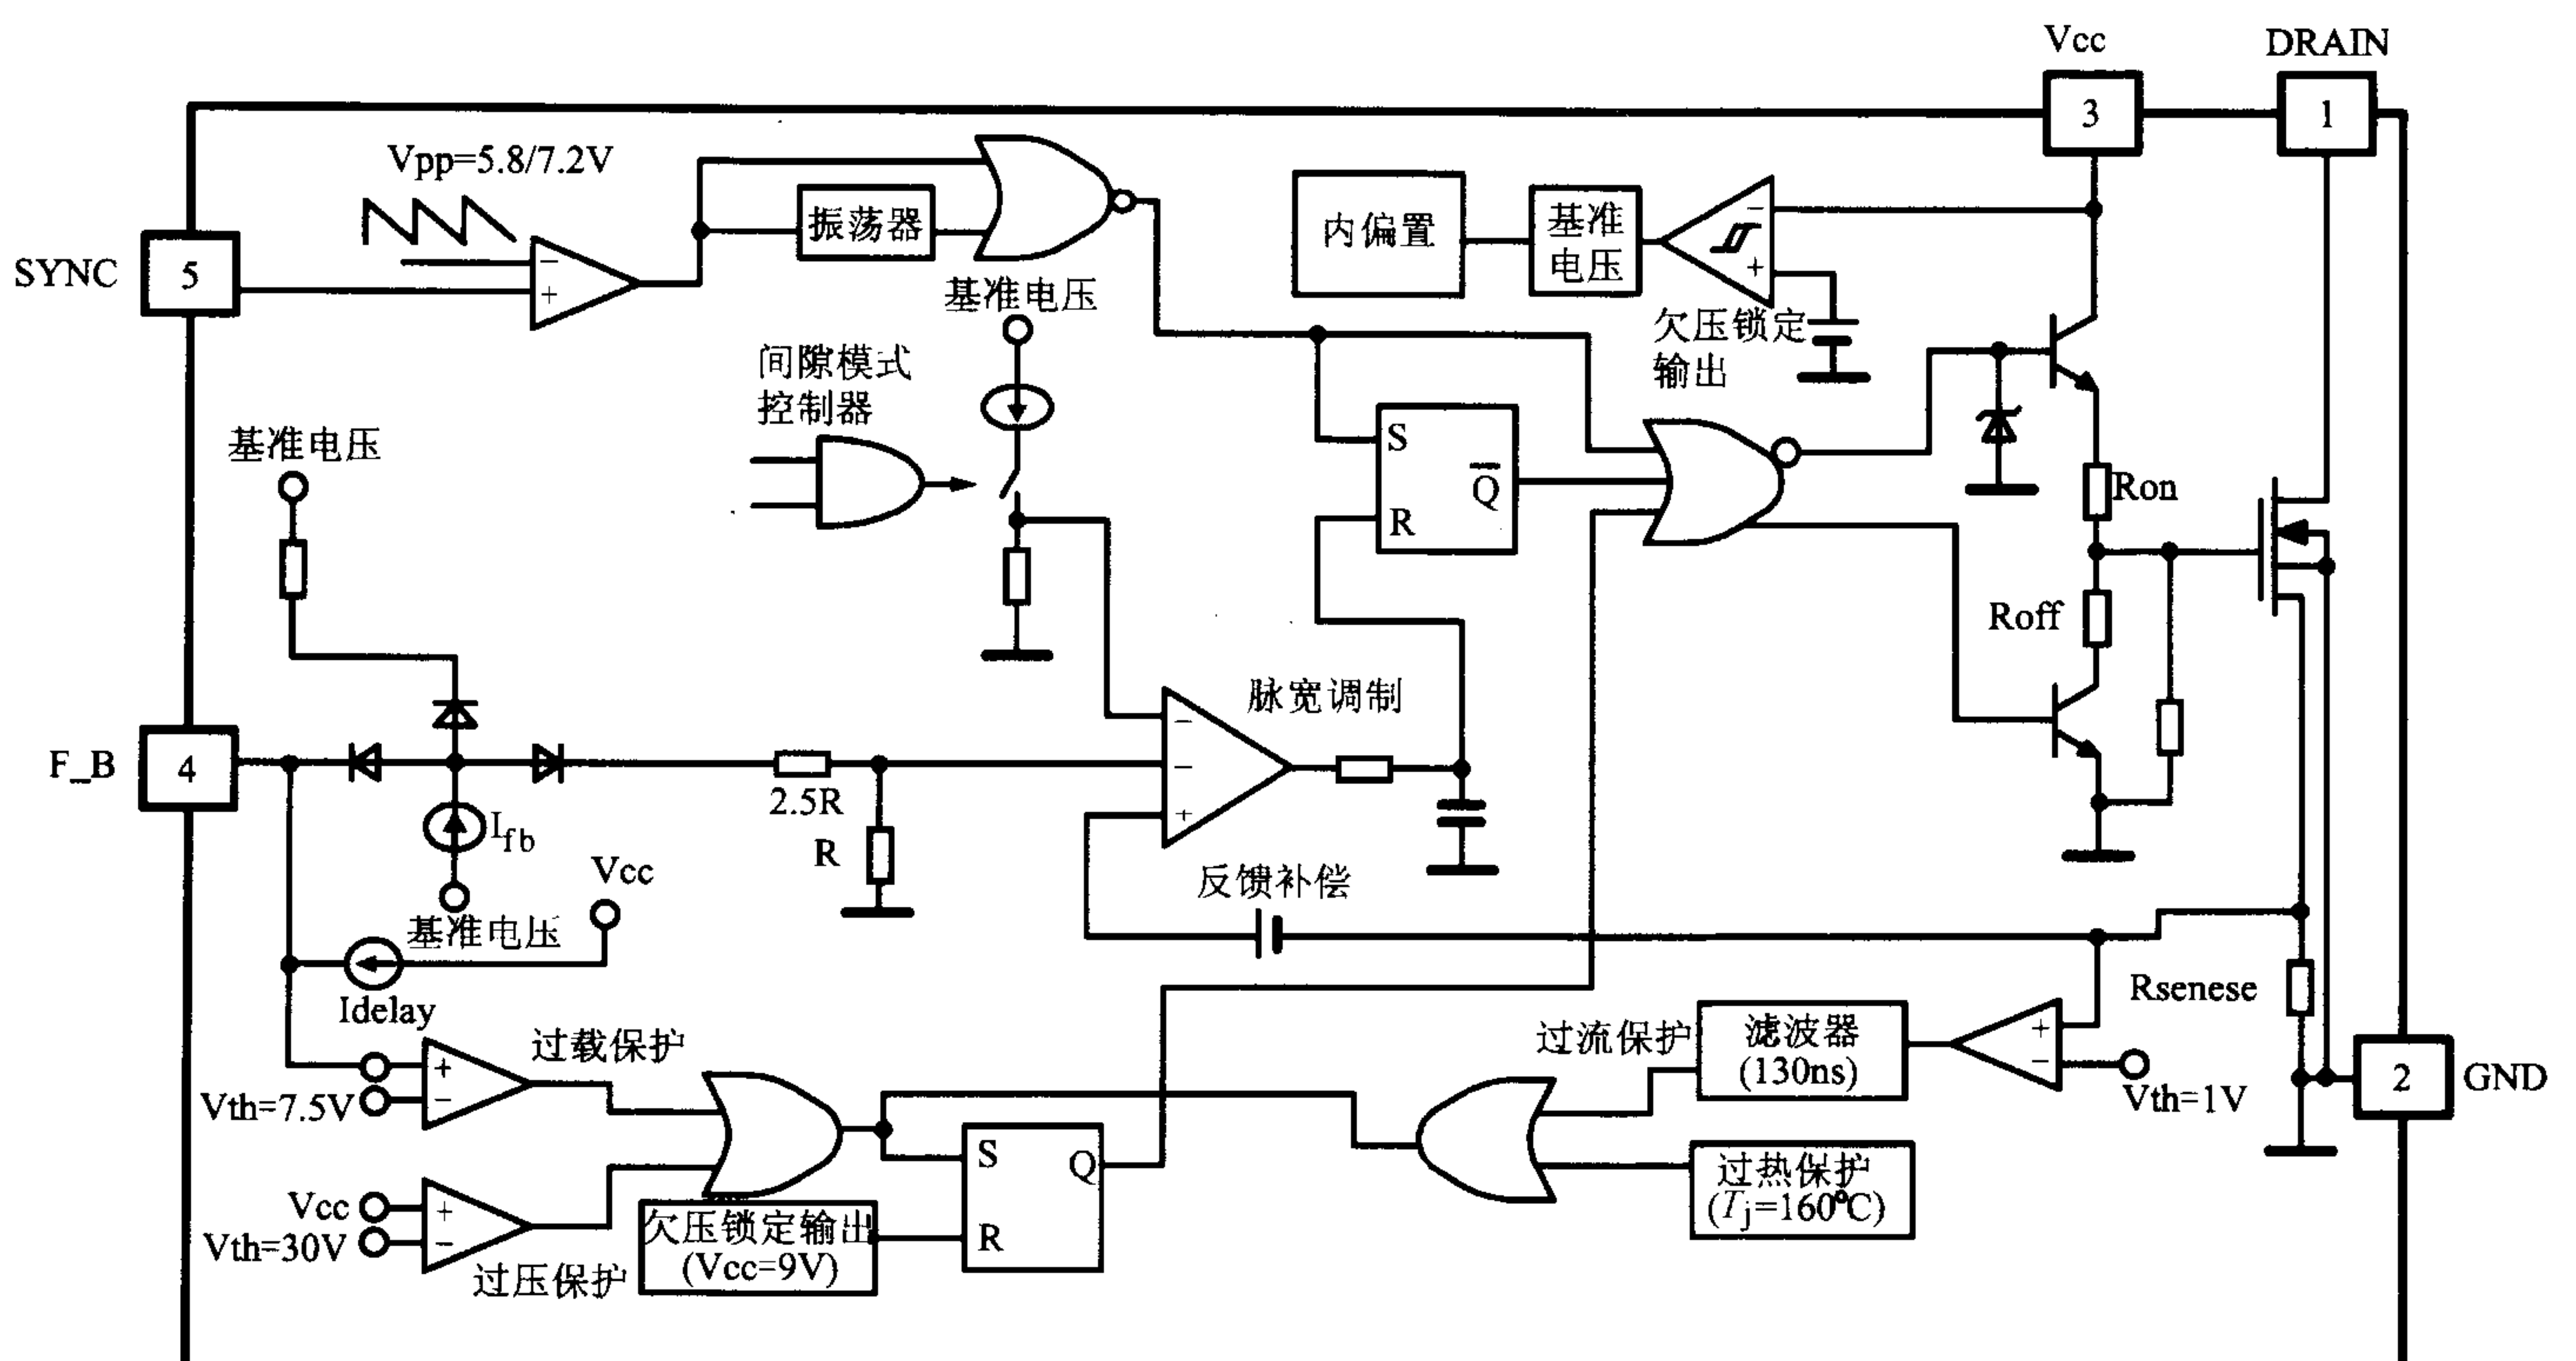 Vcc
DRAIN
3
1
Vpp=5.8/7.2V
SYNC
5
−
+
振荡器
内偏置
基准
电压
−
+
欠压锁定
输出
基准电压
间隙模式
控制器
基准电压
S
R
Q
Ron
Roff
F_B
4
Ifb
基准电压
Vcc
Idelay
2.5R
R
脉宽调制
−
−
+
反馈补偿
Rsenese
过载保护
+
−
Vth=7.5V
过流保护
滤波器
(130ns)
+
−
Vth=1V
2
GND
S
R
Q
过热保护
(Tj=160℃)
Vcc
Vth=30V
+
−
过压保护
欠压锁定输出
(Vcc=9V)